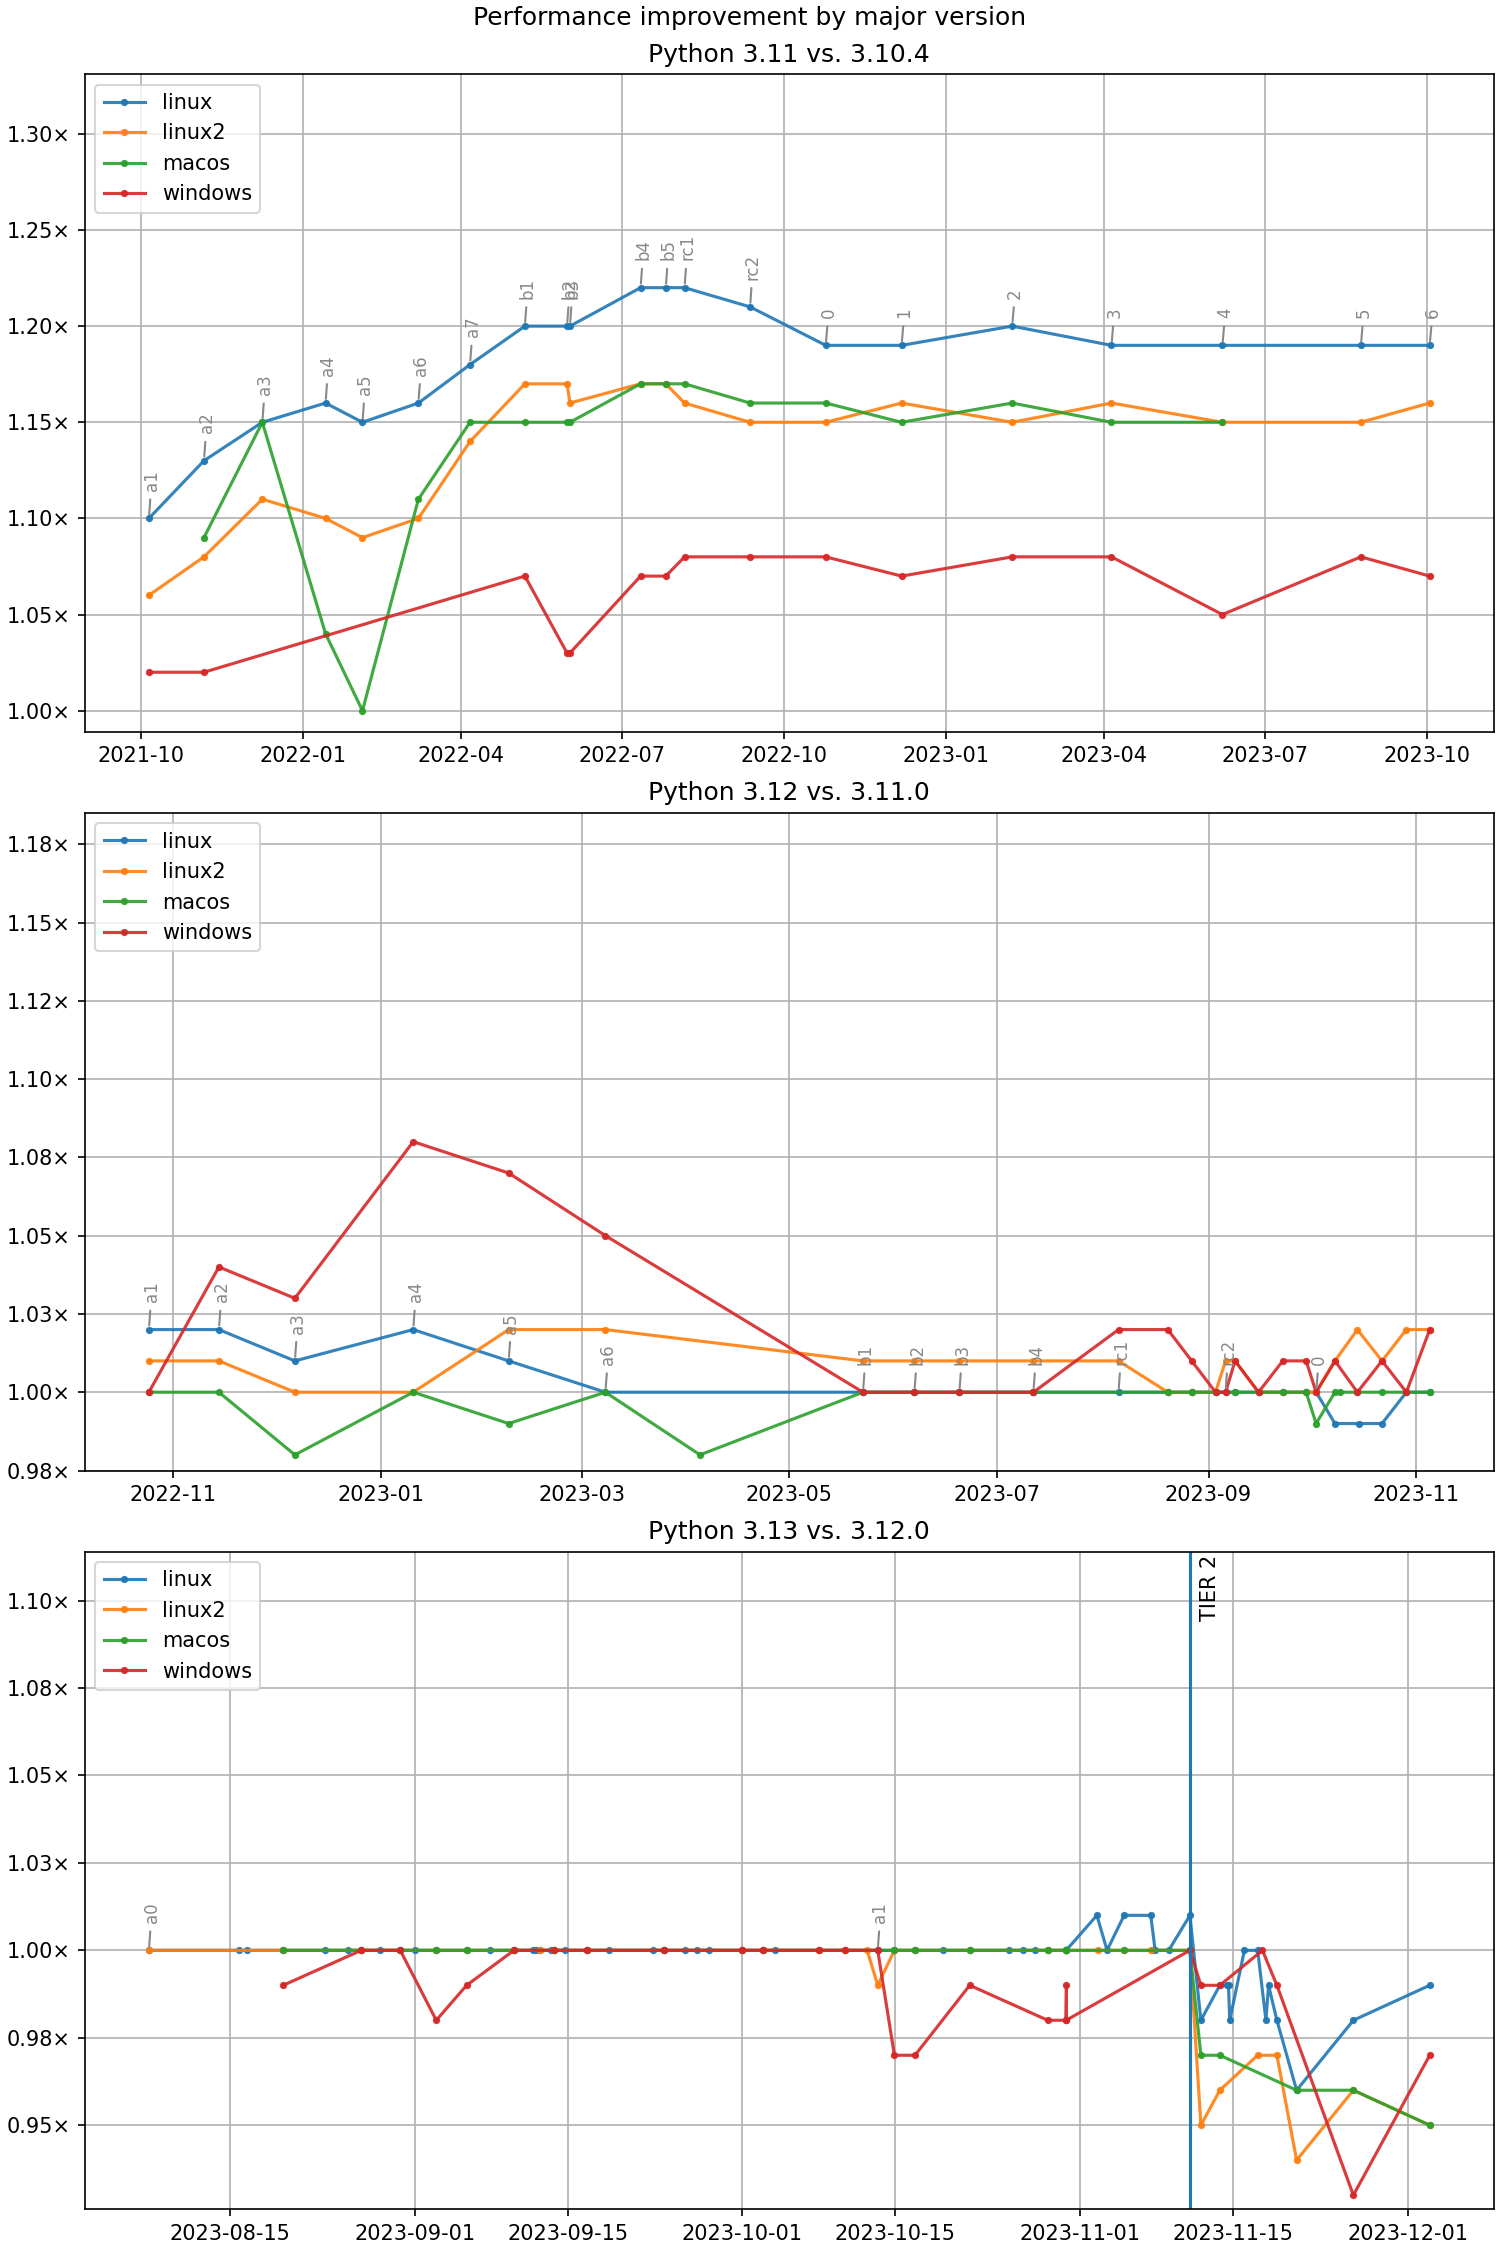 Performance improvement by major version
Python 3.11 vs. 3.10.4
linux
linux2
macos
windows
1.30×
1.25×
1.20×
1.15×
1.10×
1.05×
1.00×
a1
a2
a3
a4
a5
a6
a7
b1
b4
b5
rc1
rc2
0
1
2
3
4
5
6
2021-10
2022-01
2022-04
2022-07
2022-10
2023-01
2023-04
2023-07
2023-10
Python 3.12 vs. 3.11.0
linux
linux2
macos
windows
1.18×
1.15×
1.12×
1.10×
1.08×
1.05×
1.03×
1.00×
0.98×
a1
a2
a3
a4
a5
a6
b1
b2
b3
b4
rc1
rc2
0
2022-11
2023-01
2023-03
2023-05
2023-07
2023-09
2023-11
Python 3.13 vs. 3.12.0
linux
linux2
macos
windows
TIER 2
1.10×
1.08×
1.05×
1.03×
1.00×
0.98×
0.95×
a0
a1
2023-08-15
2023-09-01
2023-09-15
2023-10-01
2023-10-15
2023-11-01
2023-11-15
2023-12-01